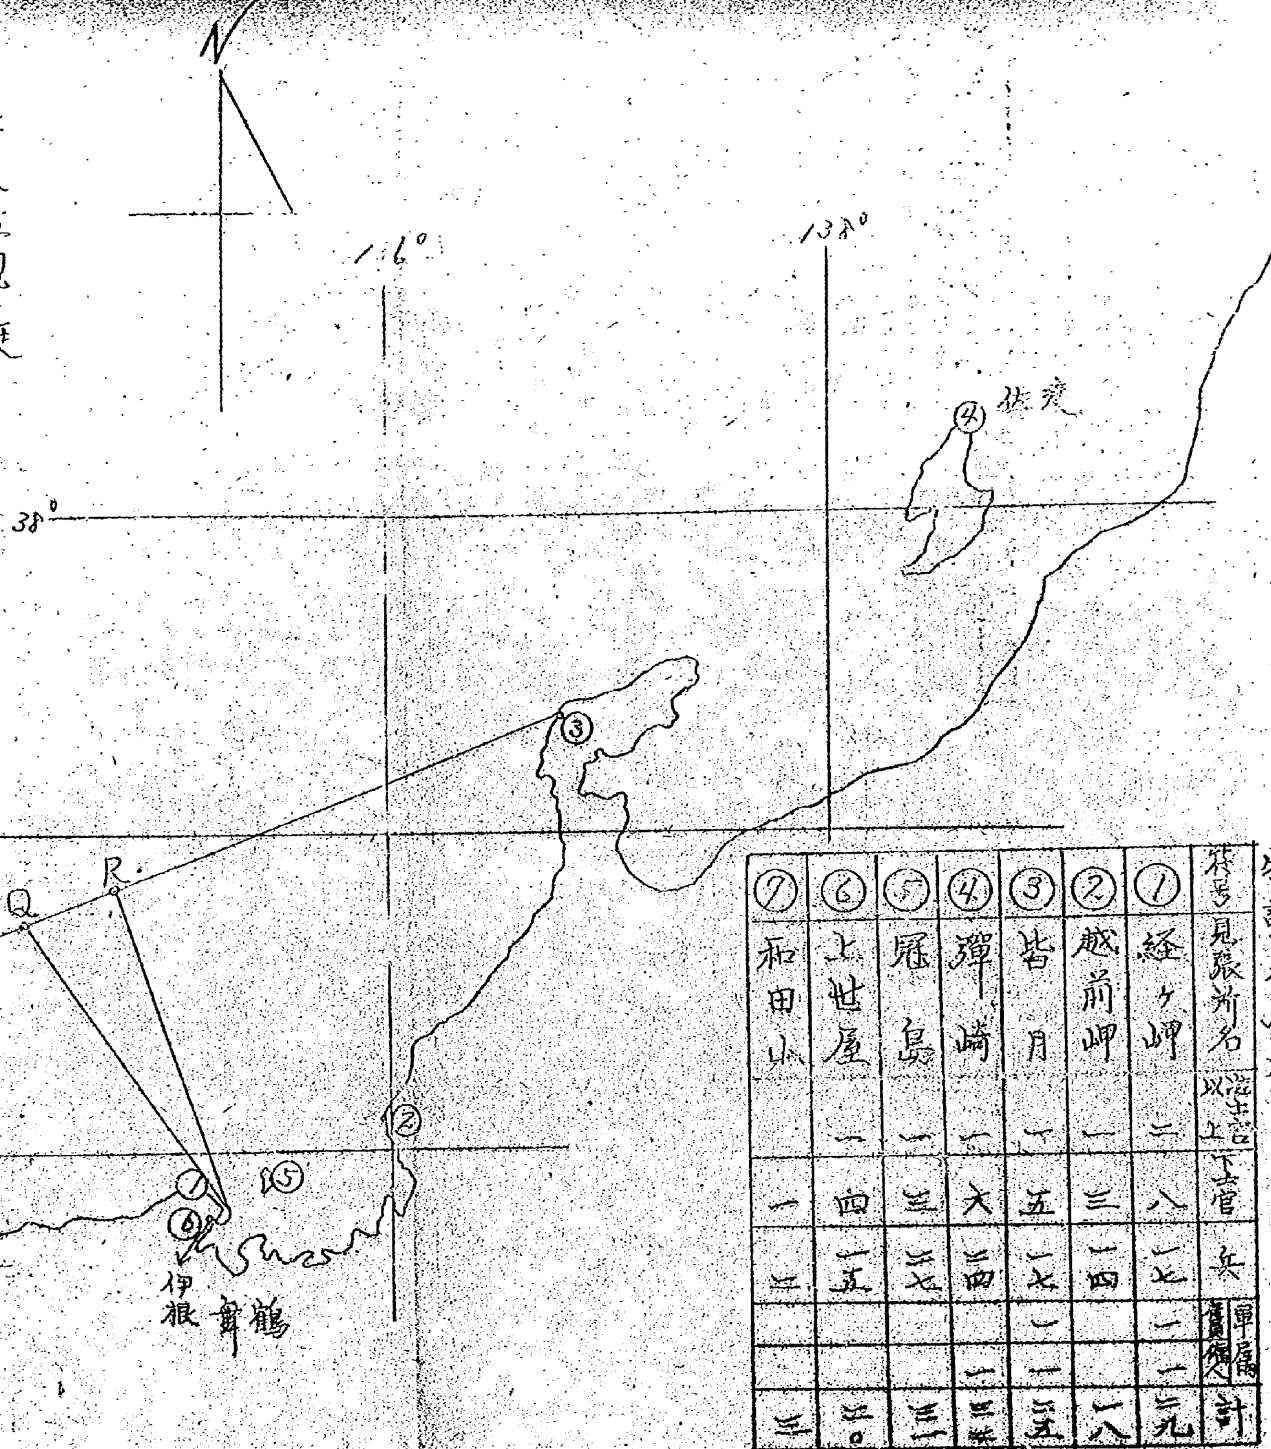 N
136°
138°
38°
④ 佐渡
③
R
Q
②
①
⑤
⑥
伊根
舞鶴
符号 見張所名 准士官以上 下士官 兵 軍属 傭人 計
① 経ヶ岬 二 八 一七 一 一 二九
② 越前岬 一 三 一四 一八
③ 皆月 一 五 一七 一 一 二五
④ 彈崎 一 六 二四 一
⑤ 冠島 一 三 二七 三一
⑥ 上世屋 一 四 一五 二〇
⑦ 和田山 一 二 三